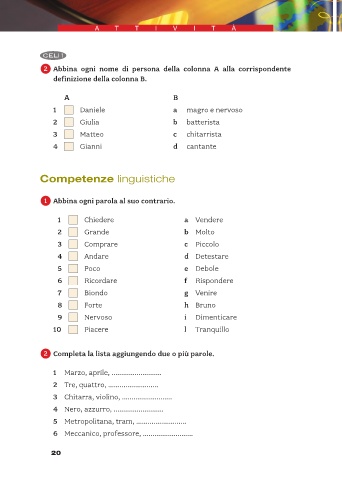 A T T I V I T À
CELI 1
2 Abbina ogni nome di persona della colonna A alla corrispondente
definizione della colonna B.
A B
1 Daniele a magro e nervoso
2 Giulia b batterista
3 Matteo c chitarrista
4 Gianni d cantante
Competenze linguistiche
1 Abbina ogni parola al suo contrario.
1 Chiedere a Vendere
2 Grande b Molto
3 Comprare c Piccolo
4 Andare d Detestare
5 Poco e Debole
6 Ricordare f Rispondere
7 Biondo g Venire
8 Forte h Bruno
9 Nervoso i Dimenticare
10 Piacere l Tranquillo
2 Completa la lista aggiungendo due o più parole.
1 Marzo, aprile, ........................
2 Tre, quattro, ........................
3 Chitarra, violino, ........................
4 Nero, azzurro, ........................
5 Metropolitana, tram, ........................
6 Meccanico, professore, ........................
20